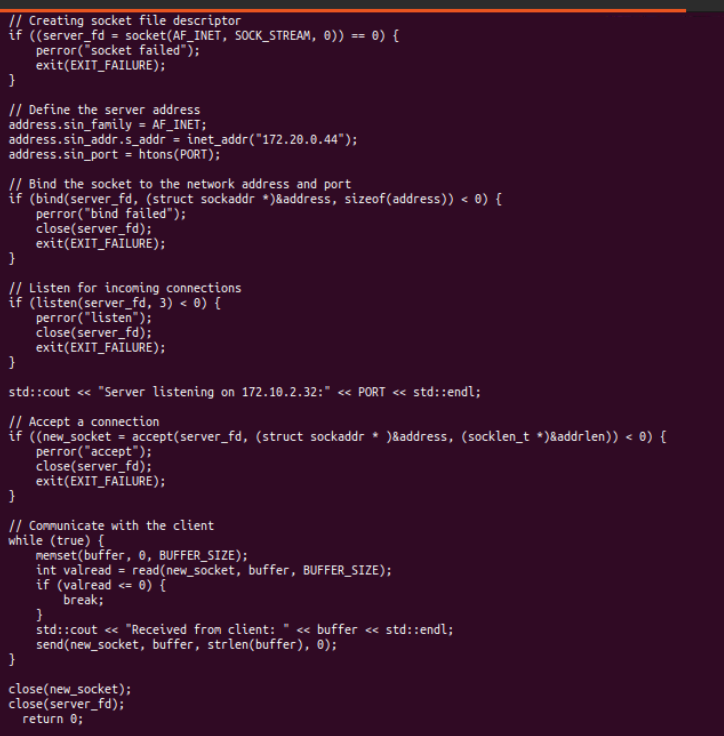 // Creating socket file descriptor
if ((server_fd = socket(AF_INET, SOCK_STREAM, 0)) == 0) {
    perror("socket failed");
    exit(EXIT_FAILURE);
}

// Define the server address
address.sin_family = AF_INET;
address.sin_addr.s_addr = inet_addr("172.20.0.44");
address.sin_port = htons(PORT);

// Bind the socket to the network address and port
if (bind(server_fd, (struct sockaddr *)&address, sizeof(address)) < 0) {
    perror("bind failed");
    close(server_fd);
    exit(EXIT_FAILURE);
}

// Listen for incoming connections
if (listen(server_fd, 3) < 0) {
    perror("listen");
    close(server_fd);
    exit(EXIT_FAILURE);
}

std::cout << "Server listening on 172.10.2.32:" << PORT << std::endl;

// Accept a connection
if ((new_socket = accept(server_fd, (struct sockaddr * )&address, (socklen_t *)&addrlen)) < 0) {
    perror("accept");
    close(server_fd);
    exit(EXIT_FAILURE);
}

// Communicate with the client
while (true) {
    memset(buffer, 0, BUFFER_SIZE);
    int valread = read(new_socket, buffer, BUFFER_SIZE);
    if (valread <= 0) {
        break;
    }
    std::cout << "Received from client: " << buffer << std::endl;
    send(new_socket, buffer, strlen(buffer), 0);
}

close(new_socket);
close(server_fd);
  return 0;